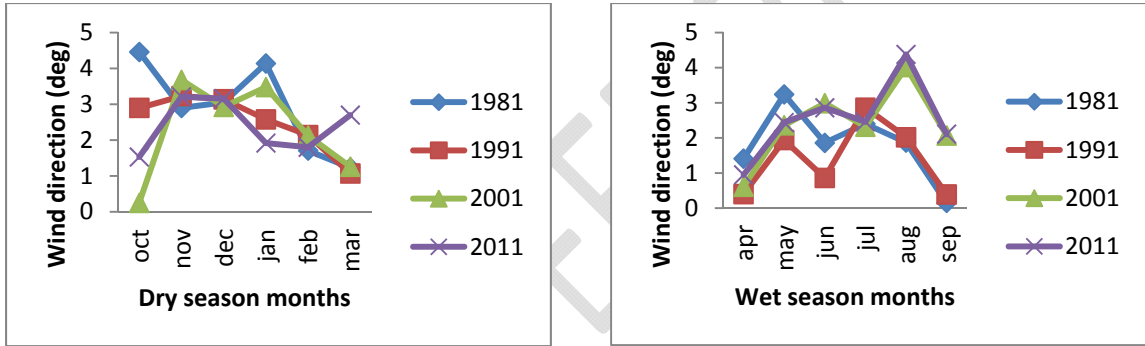 Wind direction (deg)
5
4
3
2
1
0
oct
nov
dec
jan
feb
mar
Dry season months
1981
1991
2001
2011
Wind direction (deg)
5
4
3
2
1
0
apr
may
jun
jul
aug
sep
Wet season months
1981
1991
2001
2011